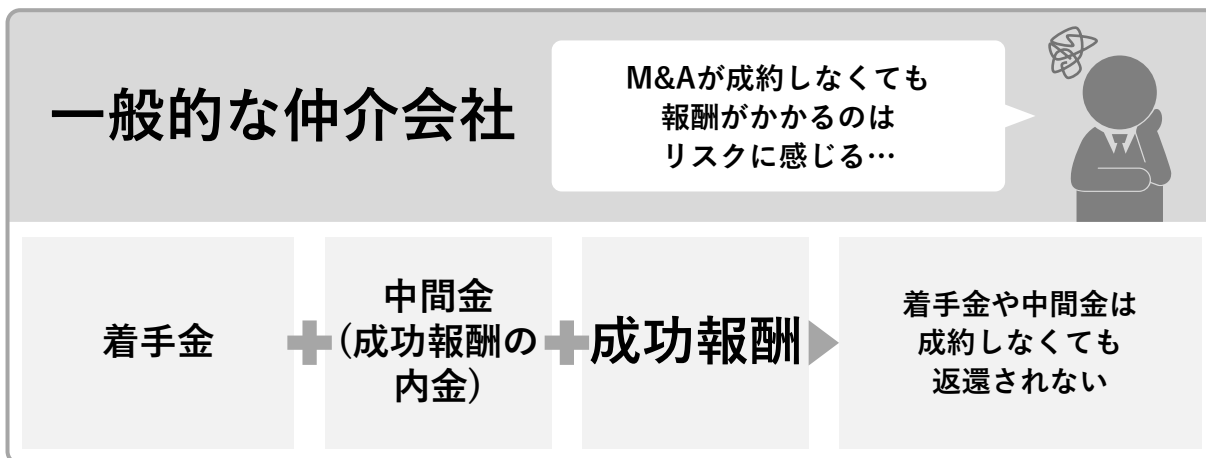 一般的な仲介会社
M&Aが成約しなくても
報酬がかかるのは
リスクに感じる…
着手金
中間金
(成功報酬の
内金)
成功報酬
着手金や中間金は
成約しなくても
返還されない